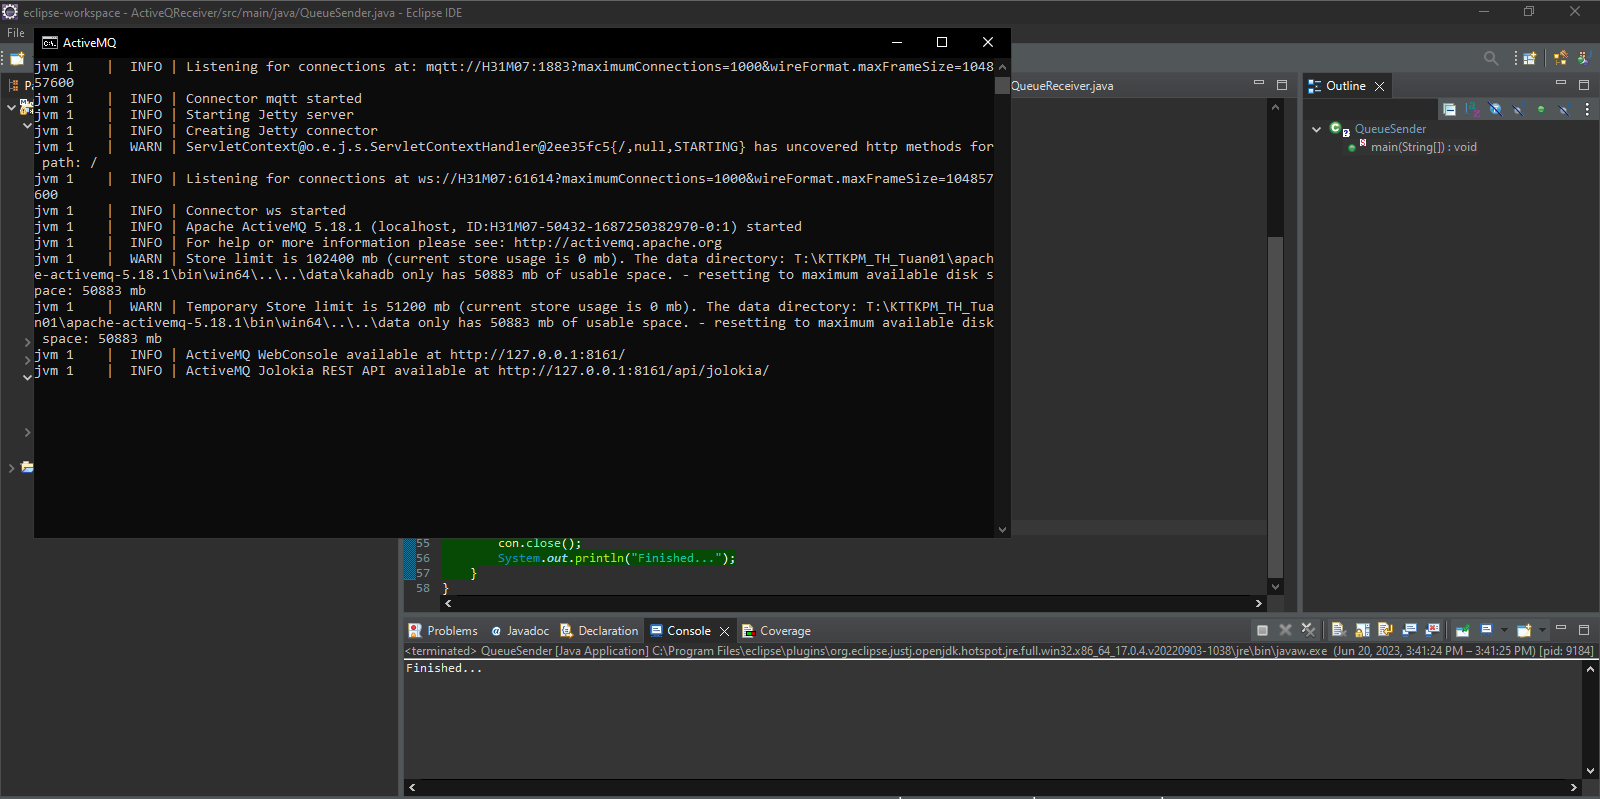 eclipse-workspace - ActiveQReceiver/src/main/java/QueueSender.java - Eclipse IDE
File
ActiveMQ
jvm 1    |  INFO | Listening for connections at: mqtt://H31M07:1883?maximumConnections=1000&wireFormat.maxFrameSize=1048
57600
jvm 1    |  INFO | Connector mqtt started
jvm 1    |  INFO | Starting Jetty server
jvm 1    |  INFO | Creating Jetty connector
jvm 1    |  WARN | ServletContext@o.e.j.s.ServletContextHandler@2ee35fc5{/,null,STARTING} has uncovered http methods for
path: /
jvm 1    |  INFO | Listening for connections at ws://H31M07:61614?maximumConnections=1000&wireFormat.maxFrameSize=104857
600
jvm 1    |  INFO | Connector ws started
jvm 1    |  INFO | Apache ActiveMQ 5.18.1 (localhost, ID:H31M07-50432-1687250382970-0:1) started
jvm 1    |  INFO | For help or more information please see: http://activemq.apache.org
jvm 1    |  WARN | Store limit is 102400 mb (current store usage is 0 mb). The data directory: T:\KTTKPM_TH_Tuan01\apach
e-activemq-5.18.1\bin\win64\..\..\data\kahadb only has 50883 mb of usable space. - resetting to maximum available disk s
pace: 50883 mb
jvm 1    |  WARN | Temporary Store limit is 51200 mb (current store usage is 0 mb). The data directory: T:\KTTKPM_TH_Tua
n01\apache-activemq-5.18.1\bin\win64\..\..\data only has 50883 mb of usable space. - resetting to maximum available disk
space: 50883 mb
jvm 1    |  INFO | ActiveMQ WebConsole available at http://127.0.0.1:8161/
jvm 1    |  INFO | ActiveMQ Jolokia REST API available at http://127.0.0.1:8161/api/jolokia/
QueueReceiver.java
Outline
QueueSender
main(String[]) : void
55 con.close();
56 System.out.println("Finished...");
57 }
58 }
Problems Javadoc Declaration Console Coverage
<terminated> QueueSender [Java Application] C:\Program Files\eclipse\plugins\org.eclipse.justj.openjdk.hotspot.jre.full.win32.x86_64_17.0.4.v20220903-1038\jre\bin\javaw.exe (Jun 20, 2023, 3:41:24 PM – 3:41:25 PM) [pid: 9184]
Finished...